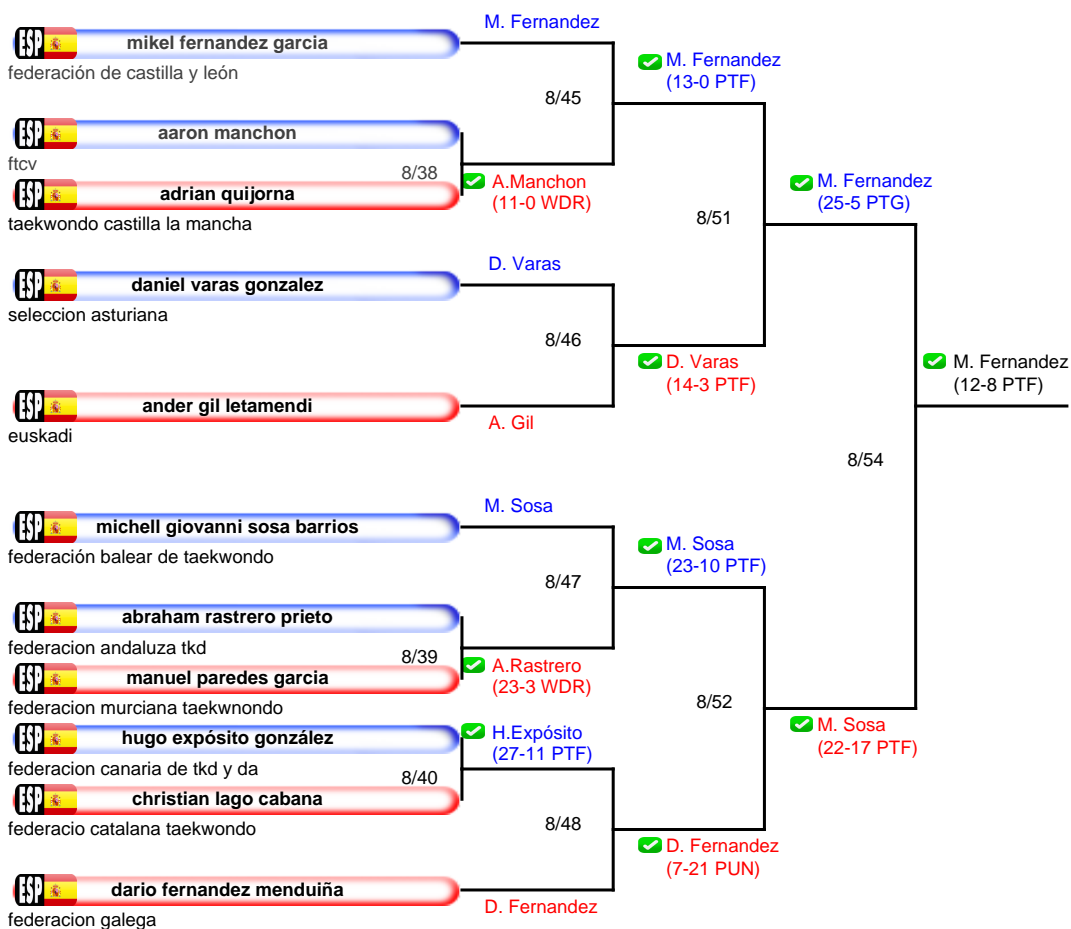 M. Fernandez
ESP mikel fernandez garcia
federación de castilla y león
M. Fernandez
(13-0 PTF)
8/45
ESP aaron manchon
ftcv
8/38
A.Manchon
(11-0 WDR)
ESP adrian quijorna
taekwondo castilla la mancha
M. Fernandez
(25-5 PTG)
8/51
D. Varas
ESP daniel varas gonzalez
seleccion asturiana
8/46
D. Varas
(14-3 PTF)
M. Fernandez
(12-8 PTF)
ESP ander gil letamendi
euskadi
A. Gil
8/54
M. Sosa
ESP michell giovanni sosa barrios
federación balear de taekwondo
M. Sosa
(23-10 PTF)
8/47
ESP abraham rastrero prieto
federacion andaluza tkd
8/39
A.Rastrero
(23-3 WDR)
ESP manuel paredes garcia
federacion murciana taekwnondo
8/52
M. Sosa
(22-17 PTF)
ESP hugo expósito gonzález
H.Expósito
(27-11 PTF)
federacion canaria de tkd y da
8/40
ESP christian lago cabana
federacio catalana taekwondo
8/48
D. Fernandez
(7-21 PUN)
ESP dario fernandez menduiña
federacion galega
D. Fernandez